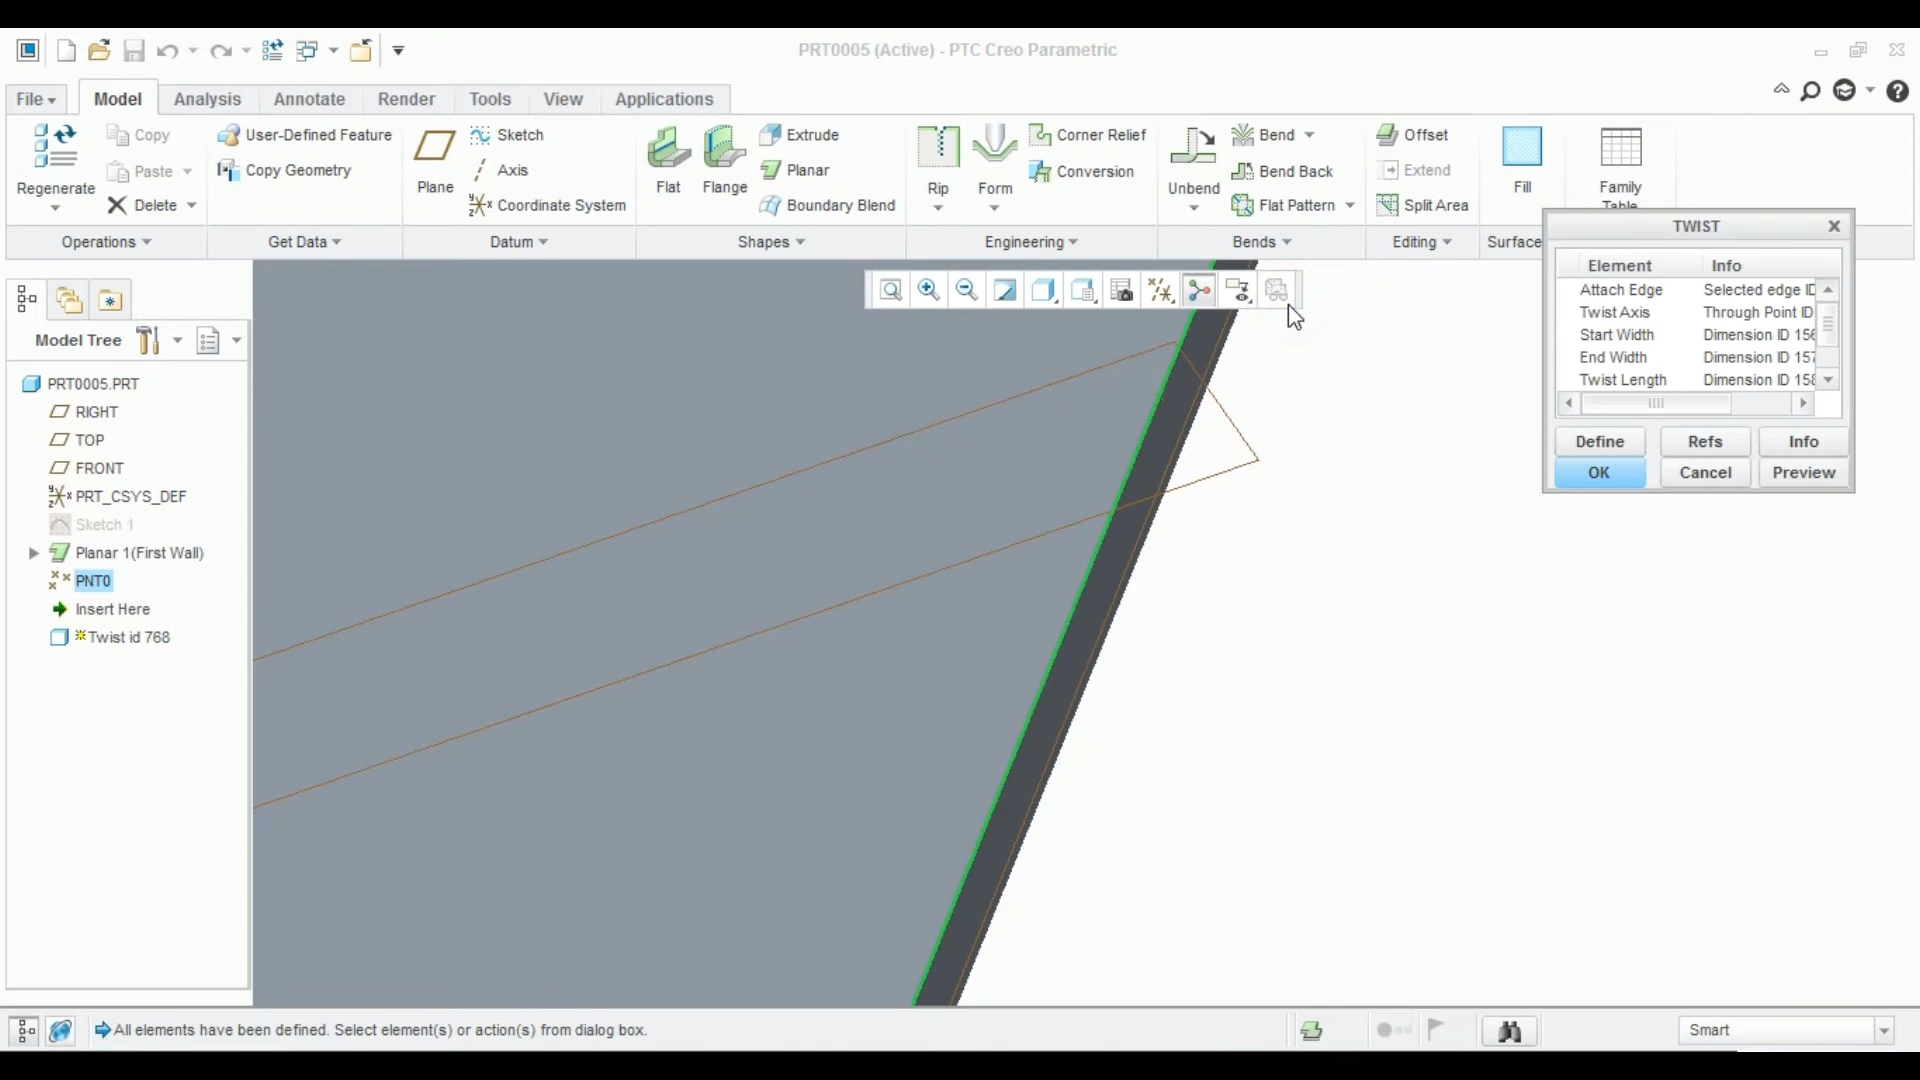 PRT0005 (Active) - PTC Creo Parametric
File
Model
Analysis
Annotate
Render
Tools
View
Applications
Regenerate
Copy
Paste
Delete
Operations
User-Defined Feature
Copy Geometry
Get Data
Plane
Sketch
Axis
Coordinate System
Datum
Flat
Flange
Extrude
Planar
Boundary Blend
Shapes
Rip
Form
Corner Relief
Conversion
Engineering
Unbend
Bend
Bend Back
Flat Pattern
Bends
Offset
Extend
Split Area
Editing
Fill
Surface
Family
Table
TWIST
Element Info
Attach Edge Selected edge ID
Twist Axis Through Point ID
Start Width Dimension ID 156
End Width Dimension ID 157
Twist Length Dimension ID 158
Define Refs Info
OK Cancel Preview
Model Tree
PRT0005.PRT
RIGHT
TOP
FRONT
PRT_CSYS_DEF
Sketch 1
Planar 1(First Wall)
PNT0
Insert Here
Twist id 768
All elements have been defined. Select element(s) or action(s) from dialog box.
Smart